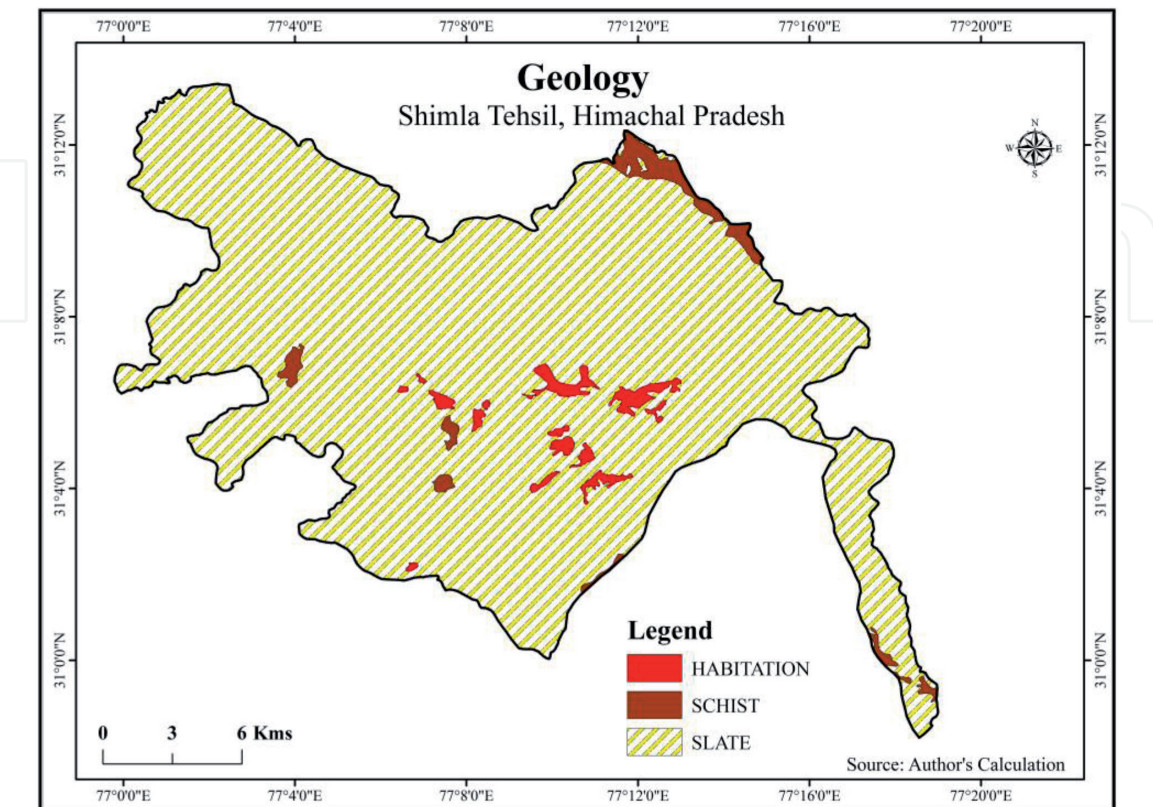 77°0'0"E 77°4'0"E 77°8'0"E 77°12'0"E 77°16'0"E 77°20'0"E
Geology
Shimla Tehsil, Himachal Pradesh
N
W E
S
31°12'0"N 31°12'0"N
31°8'0"N 31°8'0"N
31°4'0"N 31°4'0"N
31°0'0"N 31°0'0"N
Legend
HABITATION
SCHIST
SLATE
0 3 6 Kms
Source: Author's Calculation
77°0'0"E 77°4'0"E 77°8'0"E 77°12'0"E 77°16'0"E 77°20'0"E